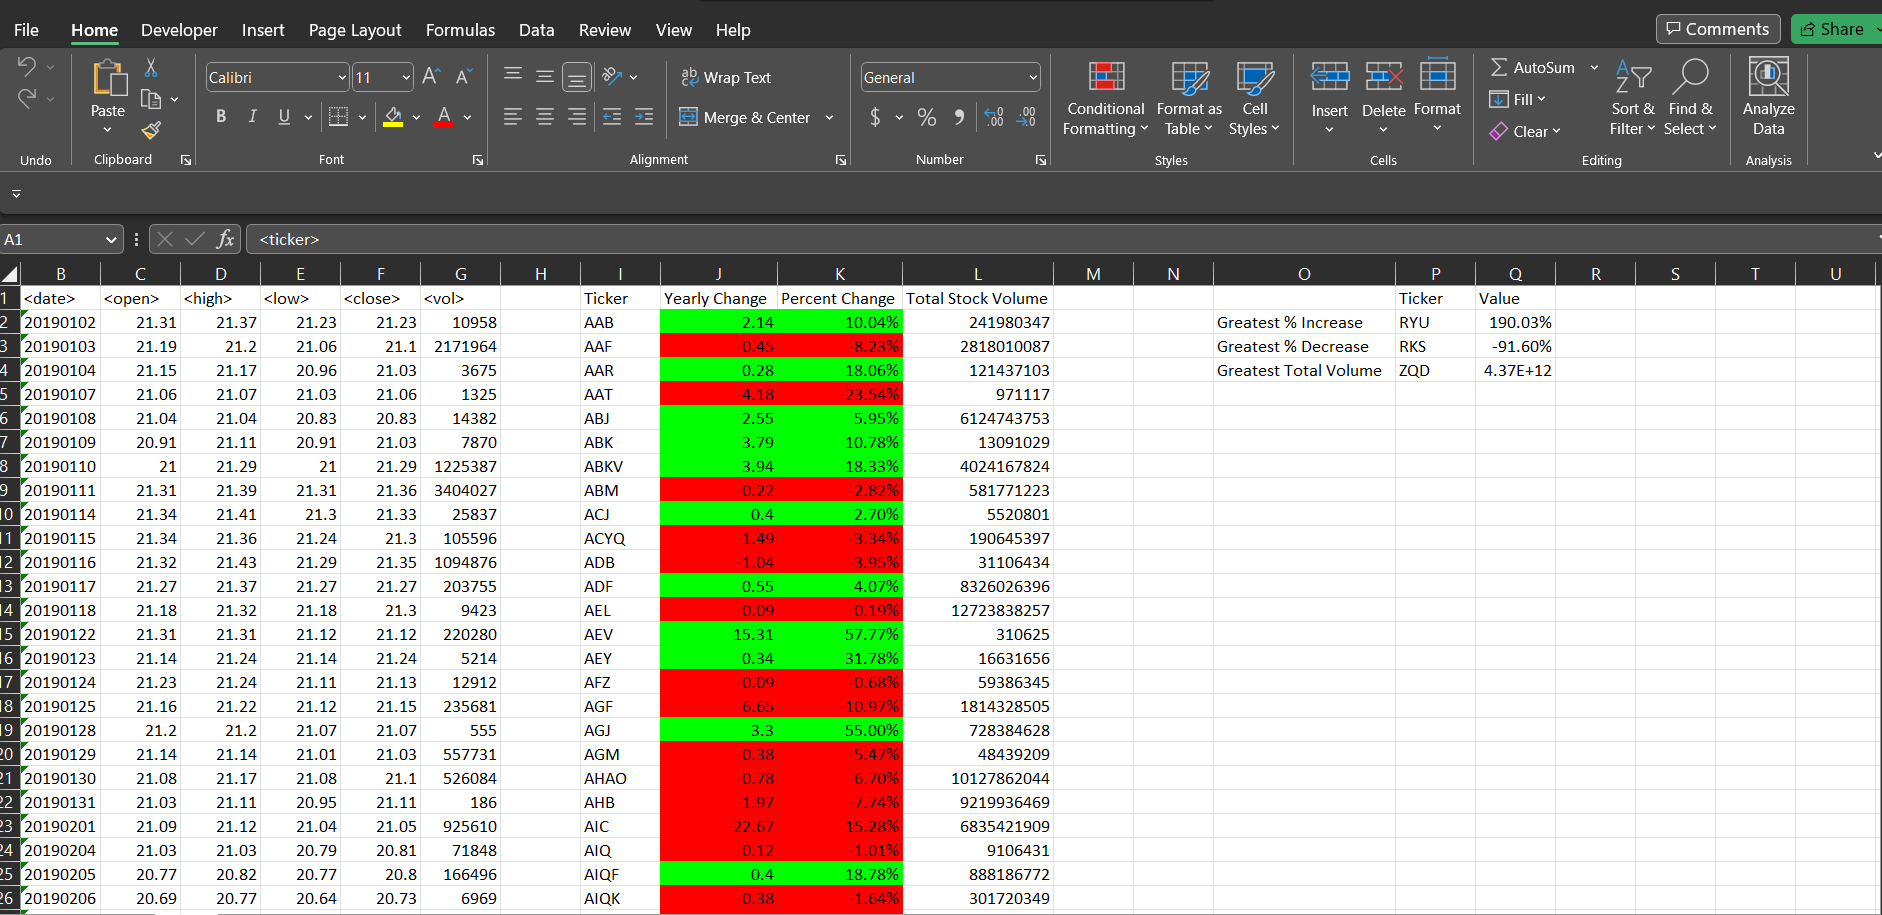 File Home Developer Insert Page Layout Formulas Data Review View Help Comments Share
Calibri 11 Wrap Text General AutoSum
Paste Conditional Format as Cell Insert Delete Format Fill Sort & Find & Analyze
B I U A Merge & Center $ % Formatting Table Styles Clear Filter Select Data
Undo Clipboard Font Alignment Number Styles Cells Editing Analysis
A1 fx <ticker>
B C D E F G H I J K L M N O P Q R S T U
1 <date> <open> <high> <low> <close> <vol> Ticker Yearly Change Percent Change Total Stock Volume Ticker Value
2 20190102 21.31 21.37 21.23 21.23 10958 AAB 2.14 10.04% 241980347 Greatest % Increase RYU 190.03%
3 20190103 21.19 21.2 21.06 21.1 2171964 AAF -0.45 -8.23% 2818010087 Greatest % Decrease RKS -91.60%
4 20190104 21.15 21.17 20.96 21.03 3675 AAR 0.28 18.06% 121437103 Greatest Total Volume ZQD 4.37E+12
5 20190107 21.06 21.07 21.03 21.06 1325 AAT -4.18 -23.54% 971117
6 20190108 21.04 21.04 20.83 20.83 14382 ABJ 2.55 5.95% 6124743753
7 20190109 20.91 21.11 20.91 21.03 7870 ABK 3.79 10.78% 13091029
8 20190110 21 21.29 21 21.29 1225387 ABKV 3.94 18.33% 4024167824
9 20190111 21.31 21.39 21.31 21.36 3404027 ABM -0.22 -2.82% 581771223
10 20190114 21.34 21.41 21.3 21.33 25837 ACJ 0.4 2.70% 5520801
11 20190115 21.34 21.36 21.24 21.3 105596 ACYQ -1.49 -3.34% 190645397
12 20190116 21.32 21.43 21.29 21.35 1094876 ADB -1.04 -3.95% 31106434
13 20190117 21.27 21.37 21.27 21.27 203755 ADF 0.55 4.07% 8326026396
14 20190118 21.18 21.32 21.18 21.3 9423 AEL -0.09 -0.19% 12723838257
15 20190122 21.31 21.31 21.12 21.12 220280 AEV 15.31 57.77% 310625
16 20190123 21.14 21.24 21.14 21.24 5214 AEY 0.34 31.78% 16631656
17 20190124 21.23 21.24 21.11 21.13 12912 AFZ -0.09 -0.68% 59386345
18 20190125 21.16 21.22 21.12 21.15 235681 AGF -6.65 -10.97% 1814328505
19 20190128 21.2 21.2 21.07 21.07 555 AGJ 3.3 55.00% 728384628
20 20190129 21.14 21.14 21.01 21.03 557731 AGM -0.38 -5.47% 48439209
21 20190130 21.08 21.17 21.08 21.1 526084 AHAO -0.78 -6.70% 10127862044
22 20190131 21.03 21.11 20.95 21.11 186 AHB -1.97 -7.74% 9219936469
23 20190201 21.09 21.12 21.04 21.05 925610 AIC -22.67 -15.28% 6835421909
24 20190204 21.03 21.03 20.79 20.81 71848 AIQ -0.12 -1.01% 9106431
25 20190205 20.77 20.82 20.77 20.8 166496 AIQF 0.4 18.78% 888186772
26 20190206 20.69 20.77 20.64 20.73 6969 AIQK -0.38 -1.64% 301720349